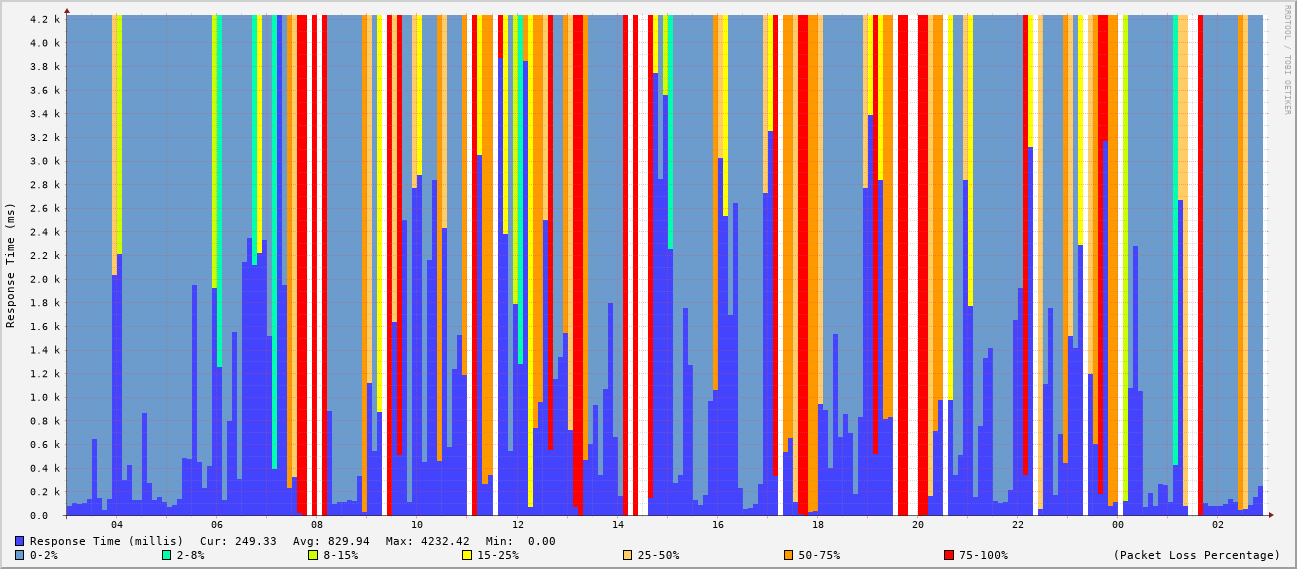 4.2 k
4.0 k
3.8 k
3.6 k
3.4 k
3.2 k
3.0 k
2.8 k
2.6 k
2.4 k
2.2 k
2.0 k
1.8 k
1.6 k
1.4 k
1.2 k
1.0 k
0.8 k
0.6 k
0.4 k
0.2 k
0.0
Response Time (ms)
RRDTOOL / TOBI OETIKER
04 06 08 10 12 14 16 18 20 22 00 02
Response Time (millis) Cur: 249.33 Avg: 829.94 Max: 4232.42 Min: 0.00
0-2% 2-8% 8-15% 15-25% 25-50% 50-75% 75-100% (Packet Loss Percentage)